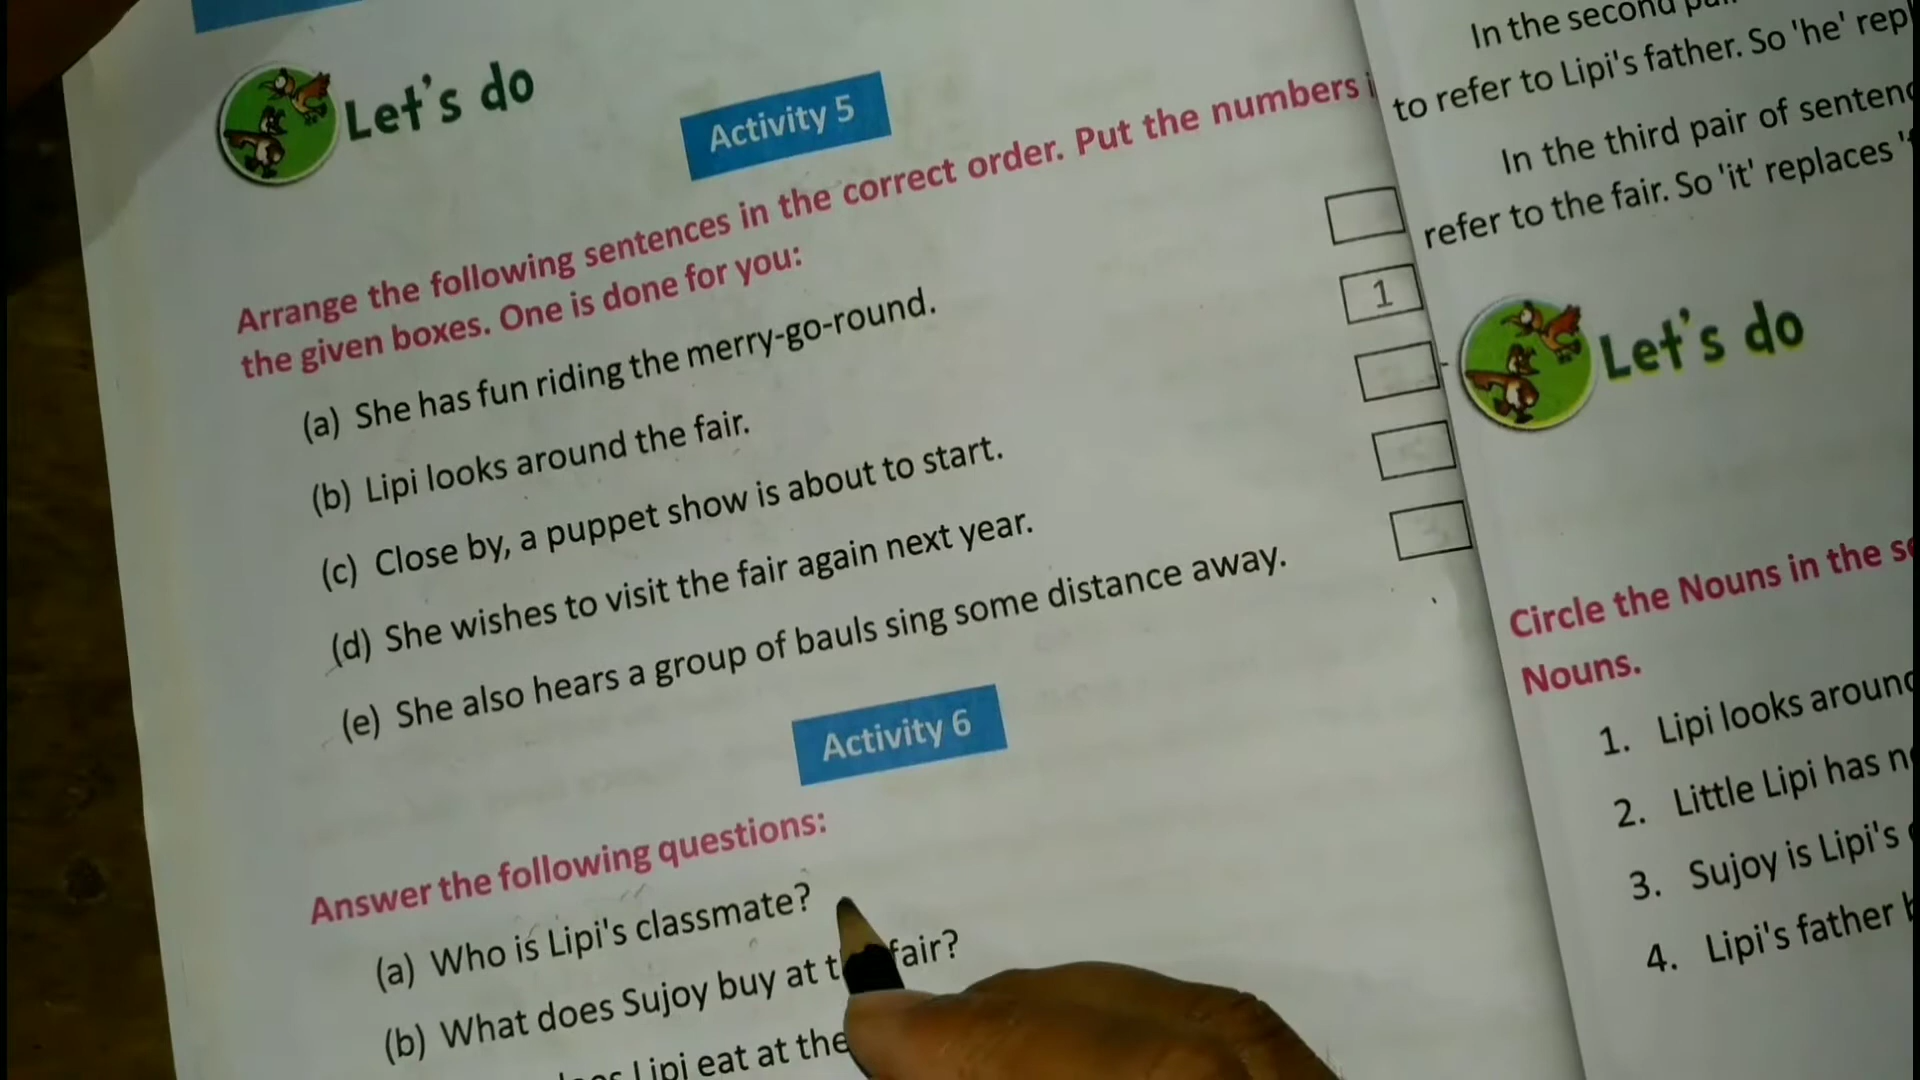 Let's do
Activity 5
Arrange the following sentences in the correct order. Put the numbers
the given boxes. One is done for you:
(a) She has fun riding the merry-go-round.
(b) Lipi looks around the fair.
1
(c) Close by, a puppet show is about to start.
(d) She wishes to visit the fair again next year.
(e) She also hears a group of bauls sing some distance away.
Activity 6
Answer the following questions:
(a) Who is Lipi's classmate?
(b) What does Sujoy buy at fair?
Lipi eat at the
In the second
to refer to Lipi's father. So 'he'
In the third pair of
refer to the fair. So 'it' replaces
Let's do
Circle the Nouns in the
Nouns.
1. Lipi looks
2. Little Lipi has
3. Sujoy is Lipi's
4. Lipi's father